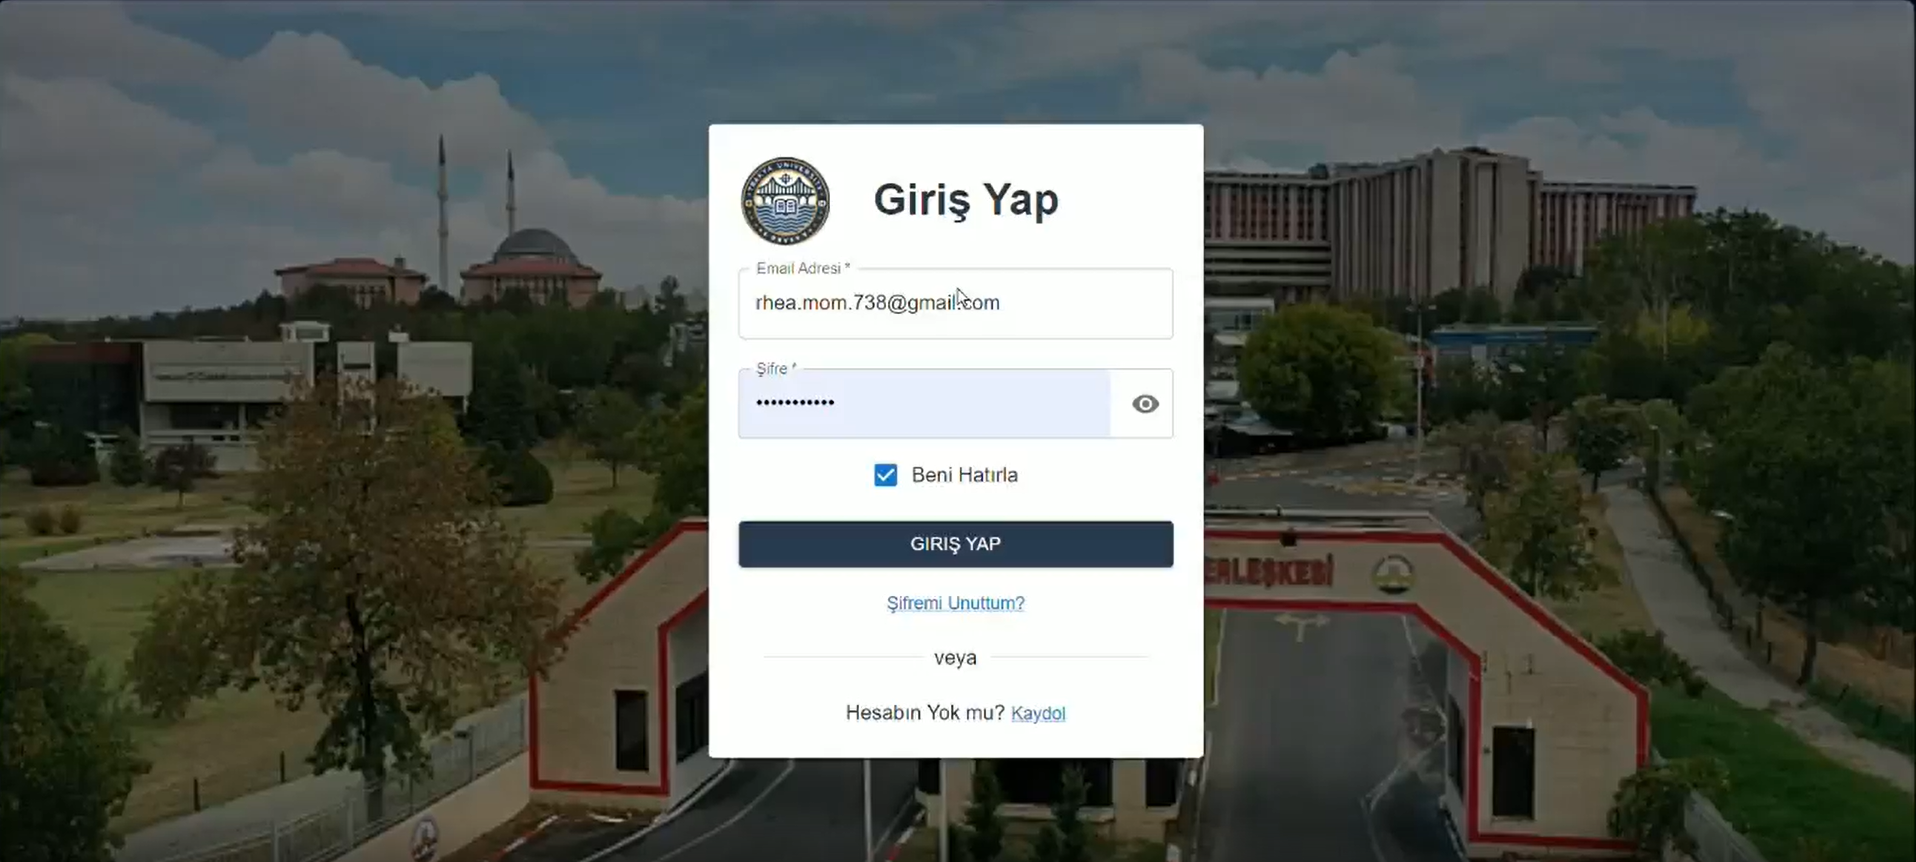 Giriş Yap
Email Adresi *
rhea.mom.738@gmail.com
Şifre *
•••••••••••
Beni Hatırla
GIRIŞ YAP
Şifremi Unuttum?
veya
Hesabın Yok mu? Kaydol